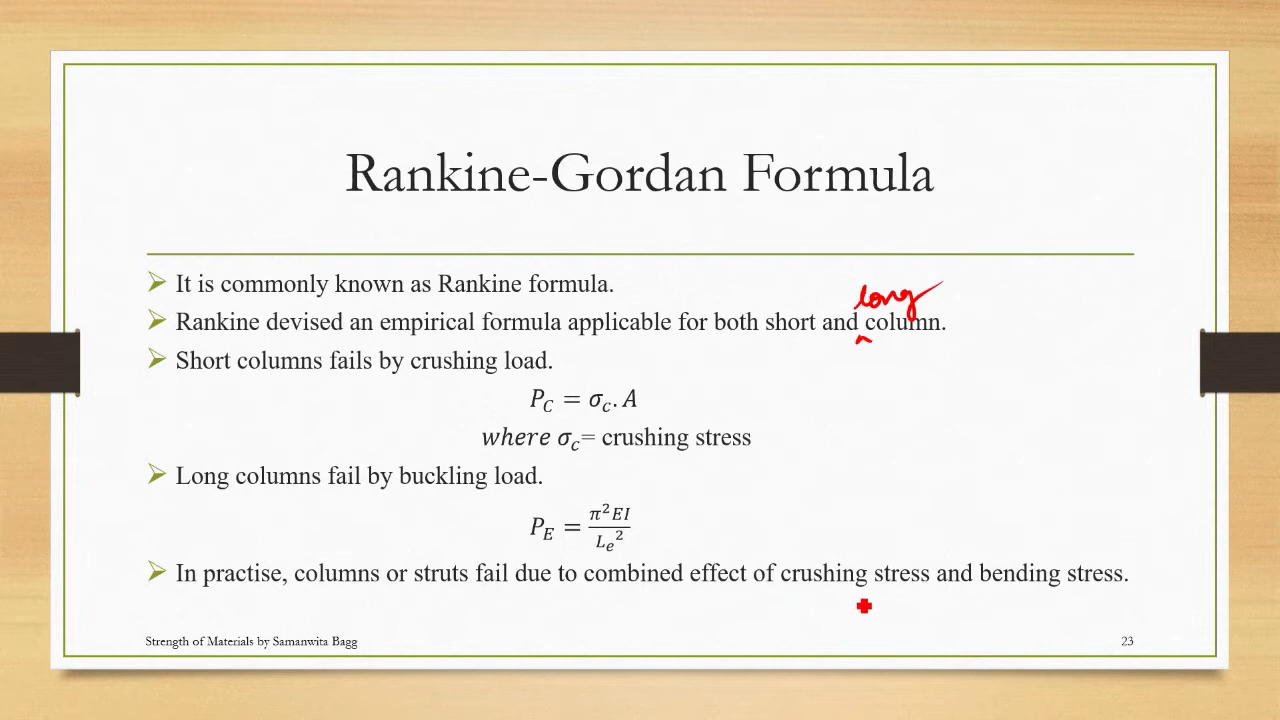 Rankine-Gordan Formula
It is commonly known as Rankine formula.
long
Rankine devised an empirical formula applicable for both short and ^ column.
Short columns fails by crushing load.
P_C = σ_c. A
where σ_c= crushing stress
Long columns fail by buckling load.
P_E = π²EI / L_e²
In practise, columns or struts fail due to combined effect of crushing stress and bending stress.
Strength of Materials by Samanwita Bagg 23